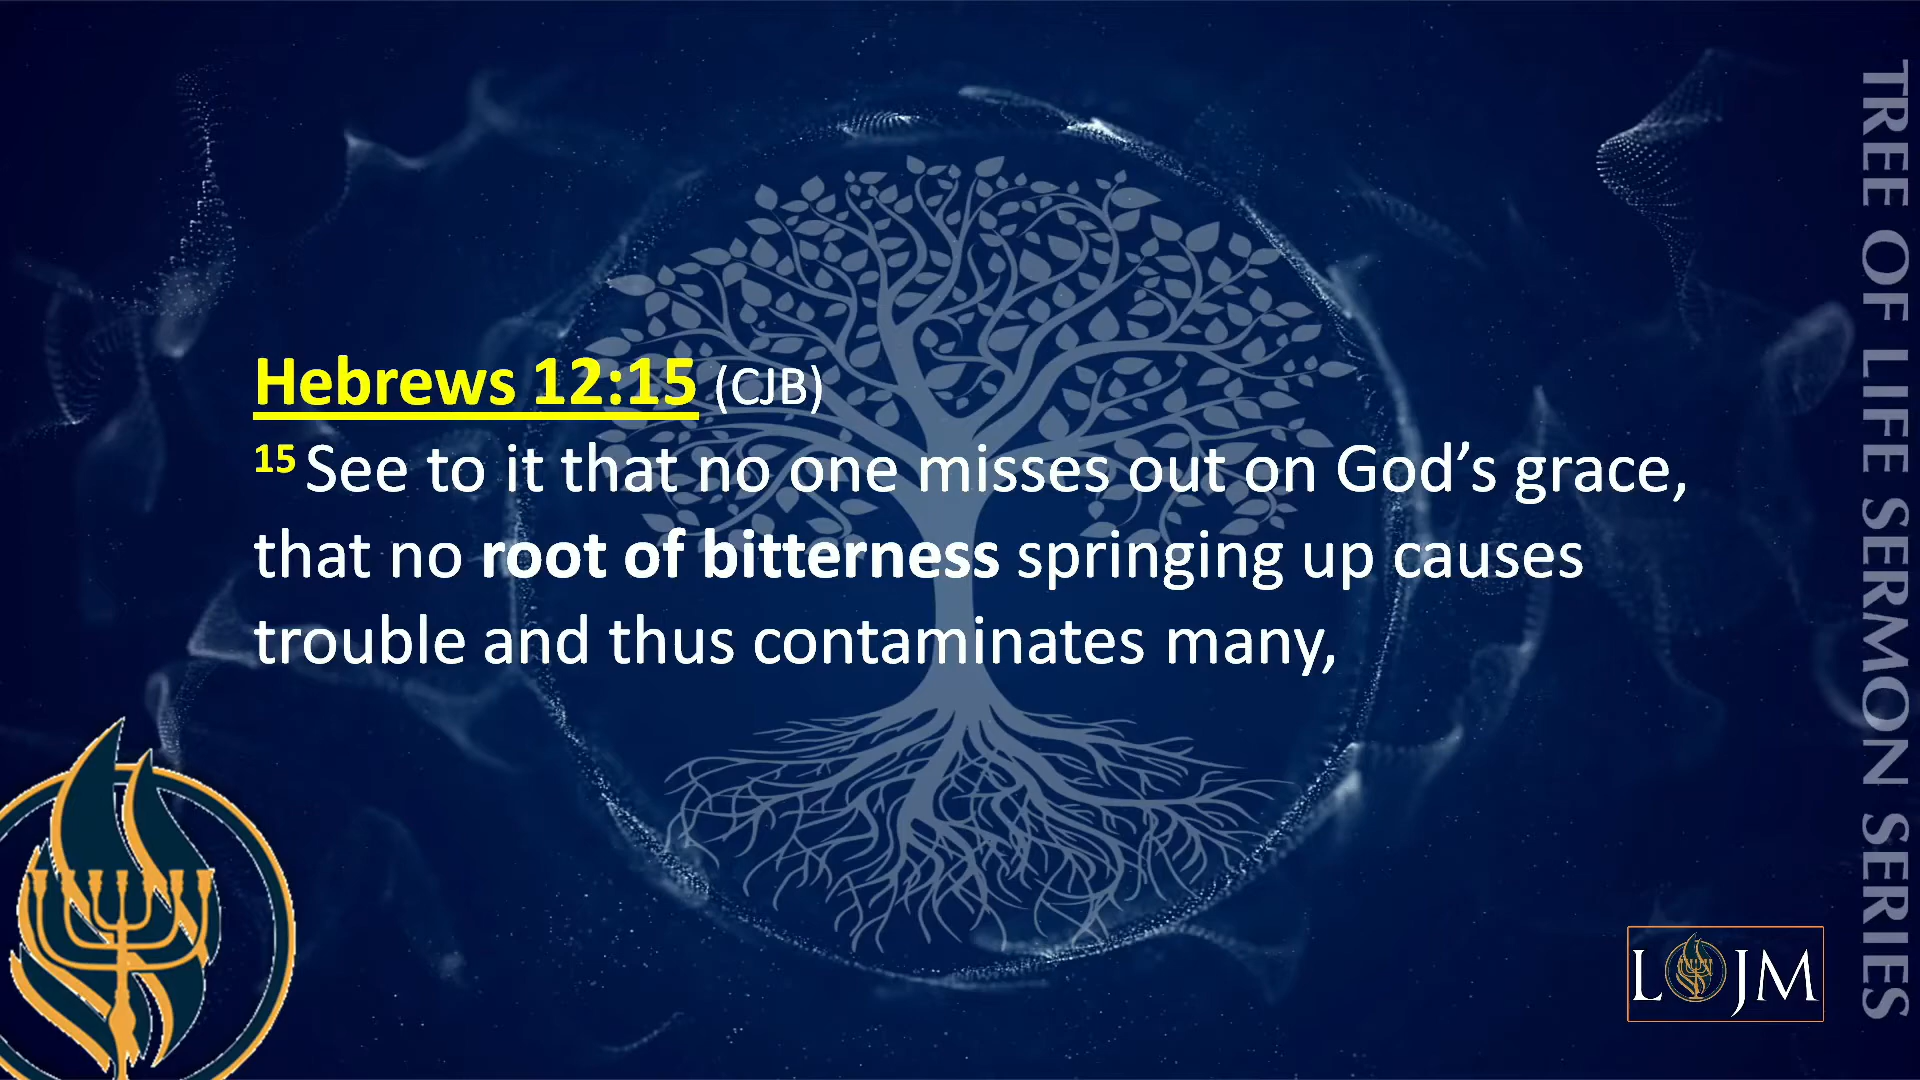 Hebrews 12:15 (CJB)
15 See to it that no one misses out on God’s grace,
that no root of bitterness springing up causes
trouble and thus contaminates many,
TREE OF LIFE SERMON SERIES
L JM